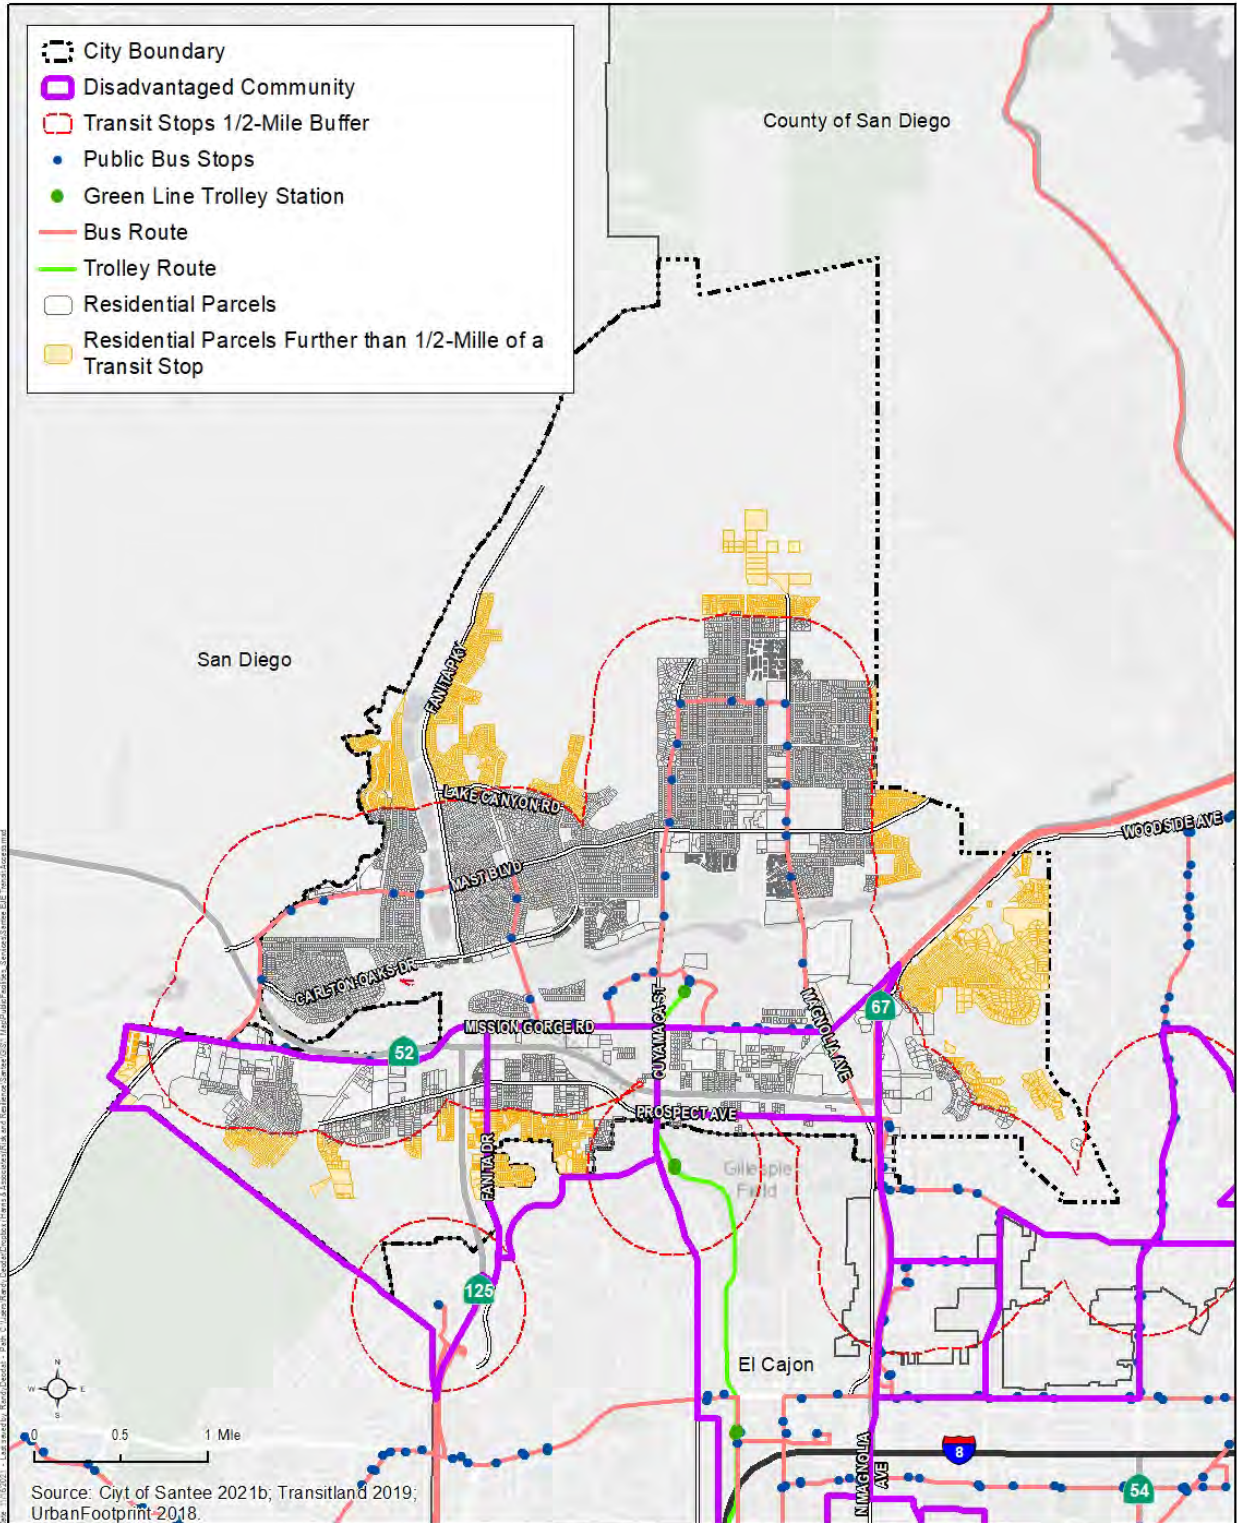 City Boundary
Disadvantaged Community
Transit Stops 1/2-Mile Buffer
Public Bus Stops
Green Line Trolley Station
Bus Route
Trolley Route
Residential Parcels
Residential Parcels Further than 1/2-Mille of a
Transit Stop
County of San Diego
San Diego
FANITA PKY
LAKE CANYON RD
MAST BLVD
WOODSIDE AVE
CARLTON OAKS DR
CUYAMACA ST
MAGNOLIA AVE
67
MISSION GORGE RD
52
PROSPECT AVE
FANITA DR
Gillespie
Field
125
El Cajon
N
W E
S
0 0.5 1 Mle
N MAGNOLIA
AVE
8
54
Source: Ciyt of Santee 2021b; Transitland 2019;
UrbanFootprint 2018.